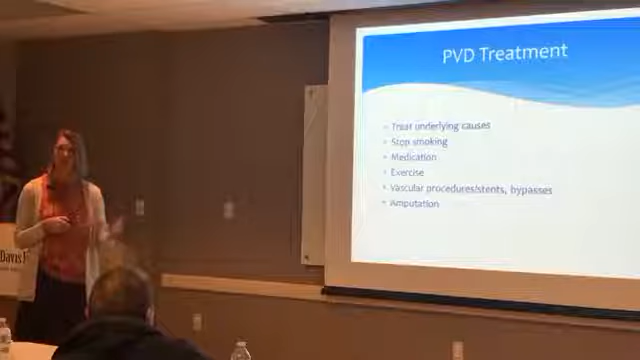 PVD Treatment
Treat underlying causes
Stop smoking
Medication
Exercise
Vascular procedures/stents, bypasses
Amputation
Davis